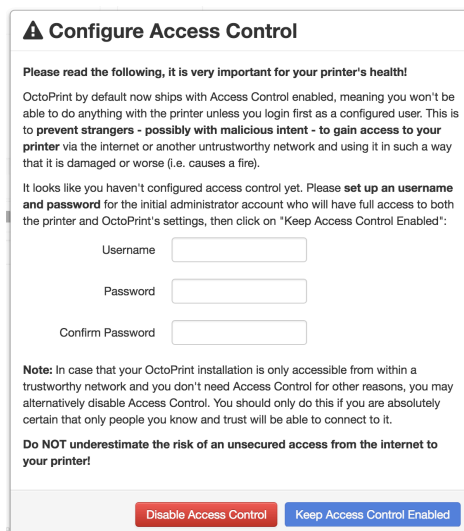 Configure Access Control
Please read the following, it is very important for your printer's health!
OctoPrint by default now ships with Access Control enabled, meaning you won't be
able to do anything with the printer unless you login first as a configured user. This is
to prevent strangers - possibly with malicious intent - to gain access to your
printer via the internet or another untrustworthy network and using it in such a way
that it is damaged or worse (i.e. causes a fire).
It looks like you haven't configured access control yet. Please set up an username
and password for the initial administrator account who will have full access to both
the printer and OctoPrint's settings, then click on "Keep Access Control Enabled":
Username
Password
Confirm Password
Note: In case that your OctoPrint installation is only accessible from within a
trustworthy network and you don't need Access Control for other reasons, you may
alternatively disable Access Control. You should only do this if you are absolutely
certain that only people you know and trust will be able to connect to it.
Do NOT underestimate the risk of an unsecured access from the internet to
your printer!
Disable Access Control
Keep Access Control Enabled